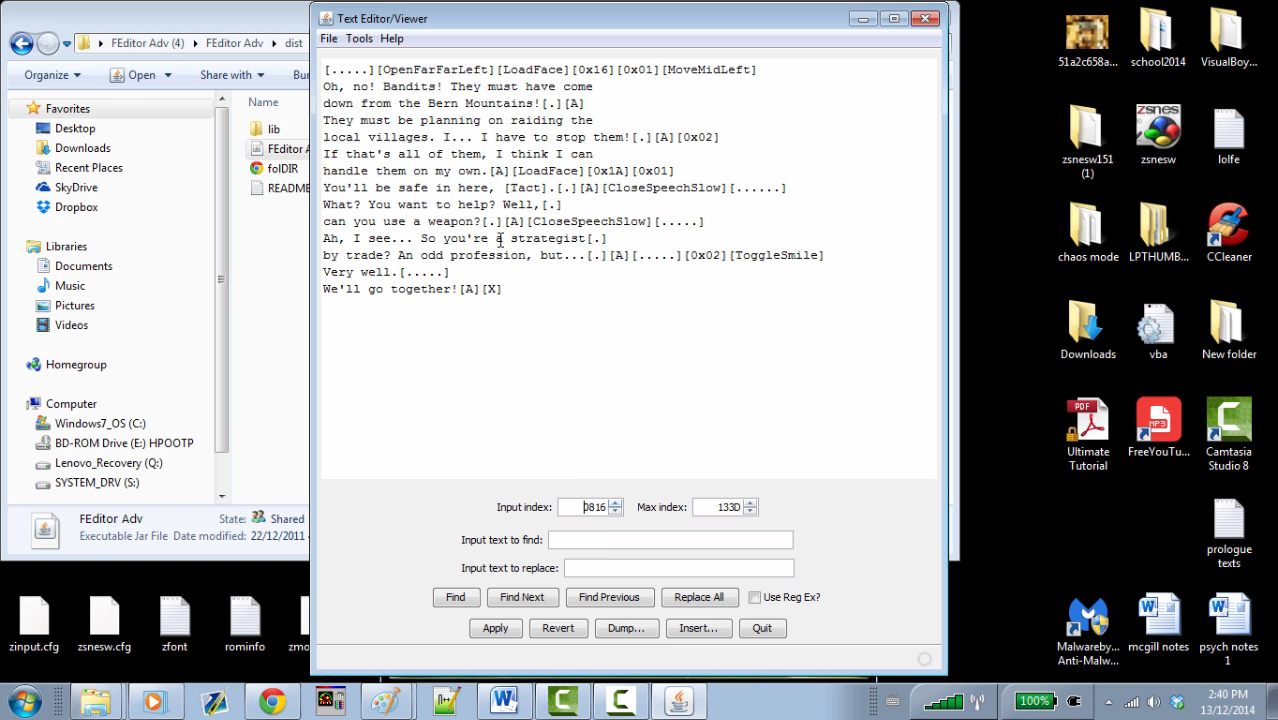 Text Editor/Viewer
FEditor Adv (4) FEditor Adv dist
File Tools Help
Organize Open Share with Bur
Favorites
Desktop
Downloads
Recent Places
SkyDrive
Dropbox
Libraries
Documents
Music
Pictures
Videos
Homegroup
Computer
Windows7_OS (C:)
BD-ROM Drive (E:) HPOOTP
Lenovo_Recovery (Q:)
SYSTEM_DRV (S:)
Name
lib
FEditor Adv
folDIR
README
FEditor Adv State: Shared
Executable Jar File Date modified: 22/12/2011
[.....][OpenFarFarLeft][LoadFace][0x16][0x01][MoveMidLeft]
Oh, no! Bandits! They must have come
down from the Bern Mountains![.][A]
They must be planning on raiding the
local villages. I... I have to stop them![.][A][0x02]
If that's all of them, I think I can
handle them on my own.[A][LoadFace][0x1A][0x01]
You'll be safe in here, [Tact].[.][A][CloseSpeechSlow][......]
What? You want to help? Well,[.]
can you use a weapon?[.][A][CloseSpeechSlow][.....]
Ah, I see... So you're a strategist[.]
by trade? An odd profession, but...[.][A][.....][0x02][ToggleSmile]
Very well.[.....]
We'll go together![A][X]
Input index: 0816 Max index: 133D
Input text to find:
Input text to replace:
Find Find Next Find Previous Replace All Use Reg Ex?
Apply Revert Dump... Insert... Quit
51a2c658a... school2014 VisualBoy...
zsnesw151 (1) zsnesw lolfe
chaos mode LPTHUMB... CCleaner
Downloads vba New folder
PDF MP3
Ultimate Tutorial FreeYouTu... Camtasia Studio 8
prologue texts
Malwareby... Anti-Malw... mcgill notes psych notes 1
zinput.cfg zsnesw.cfg zfont rominfo zmo
100%
2:40 PM
13/12/2014